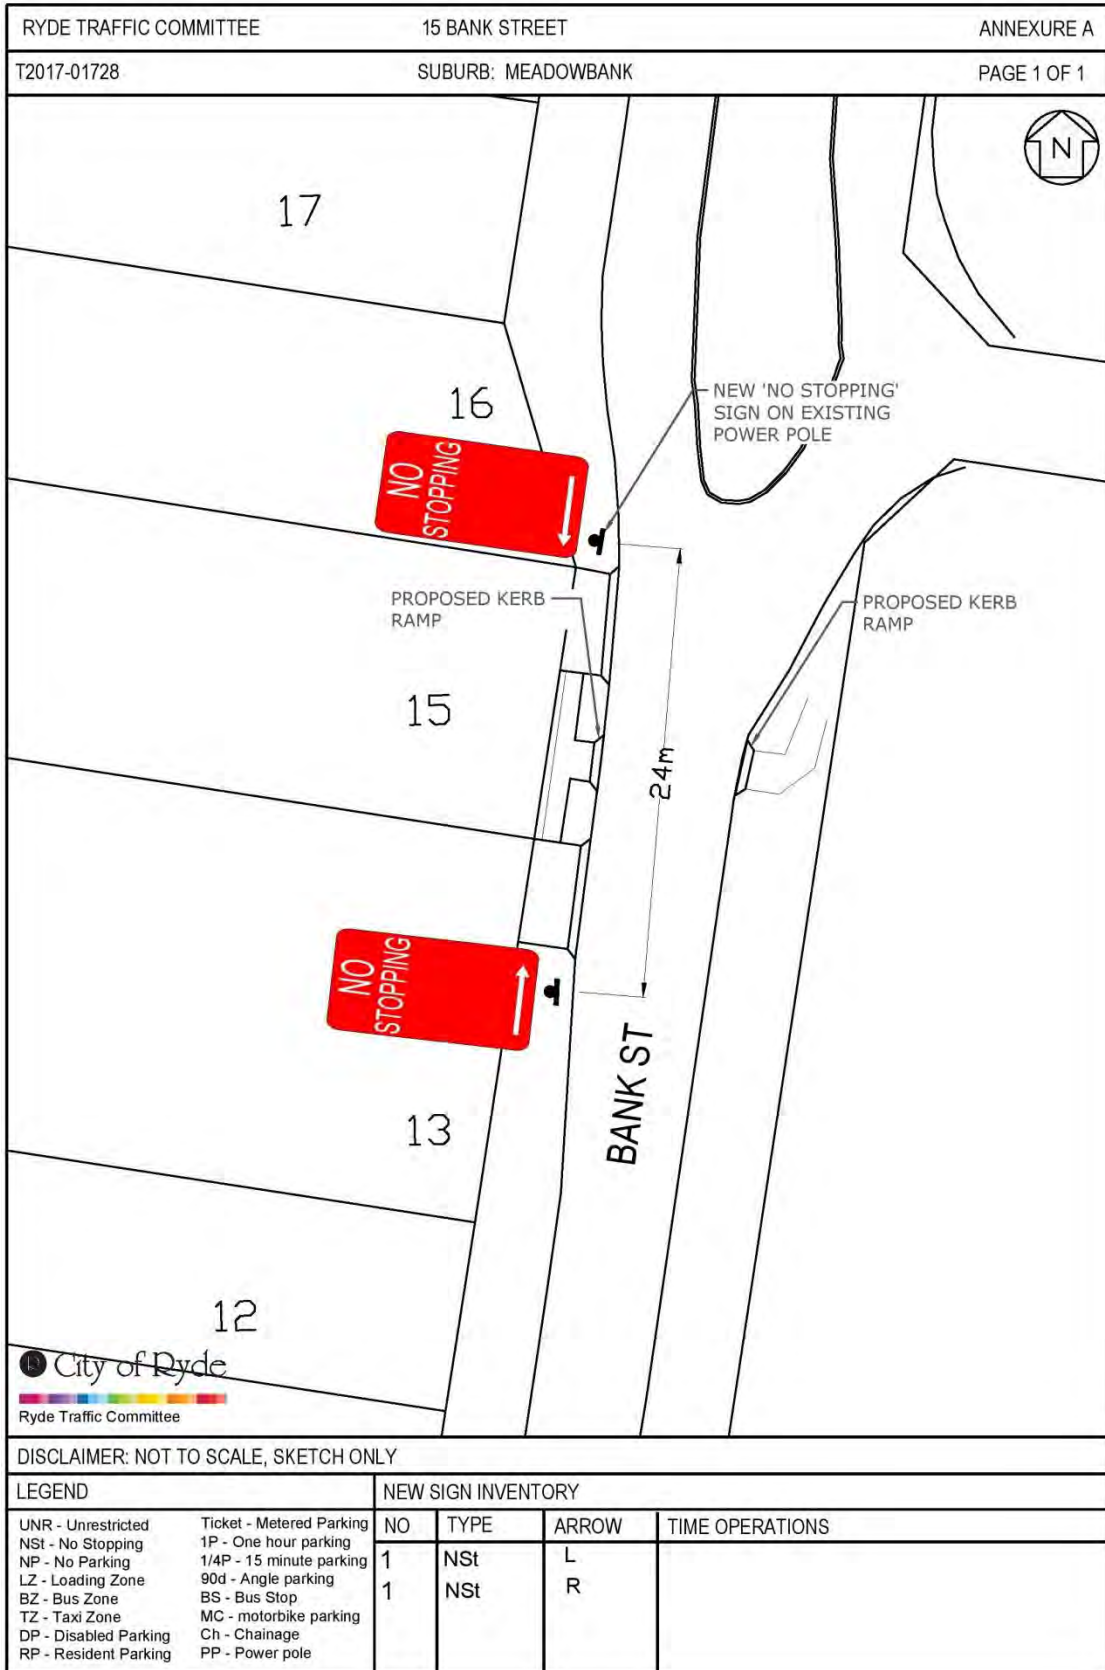 RYDE TRAFFIC COMMITTEE 15 BANK STREET ANNEXURE A
T2017-01728 SUBURB: MEADOWBANK PAGE 1 OF 1
N
17
16
NEW 'NO STOPPING'
SIGN ON EXISTING
POWER POLE
NO
STOPPING
PROPOSED KERB
RAMP
PROPOSED KERB
RAMP
15
24m
NO
STOPPING
BANK ST
13
12
City of Ryde
Ryde Traffic Committee
DISCLAIMER: NOT TO SCALE, SKETCH ONLY
LEGEND
UNR - Unrestricted
NSt - No Stopping
NP - No Parking
LZ - Loading Zone
BZ - Bus Zone
TZ - Taxi Zone
DP - Disabled Parking
RP - Resident Parking
Ticket - Metered Parking
1P - One hour parking
1/4P - 15 minute parking
90d - Angle parking
BS - Bus Stop
MC - motorbike parking
Ch - Chainage
PP - Power pole
NEW SIGN INVENTORY
NO TYPE ARROW TIME OPERATIONS
1 NSt L
1 NSt R